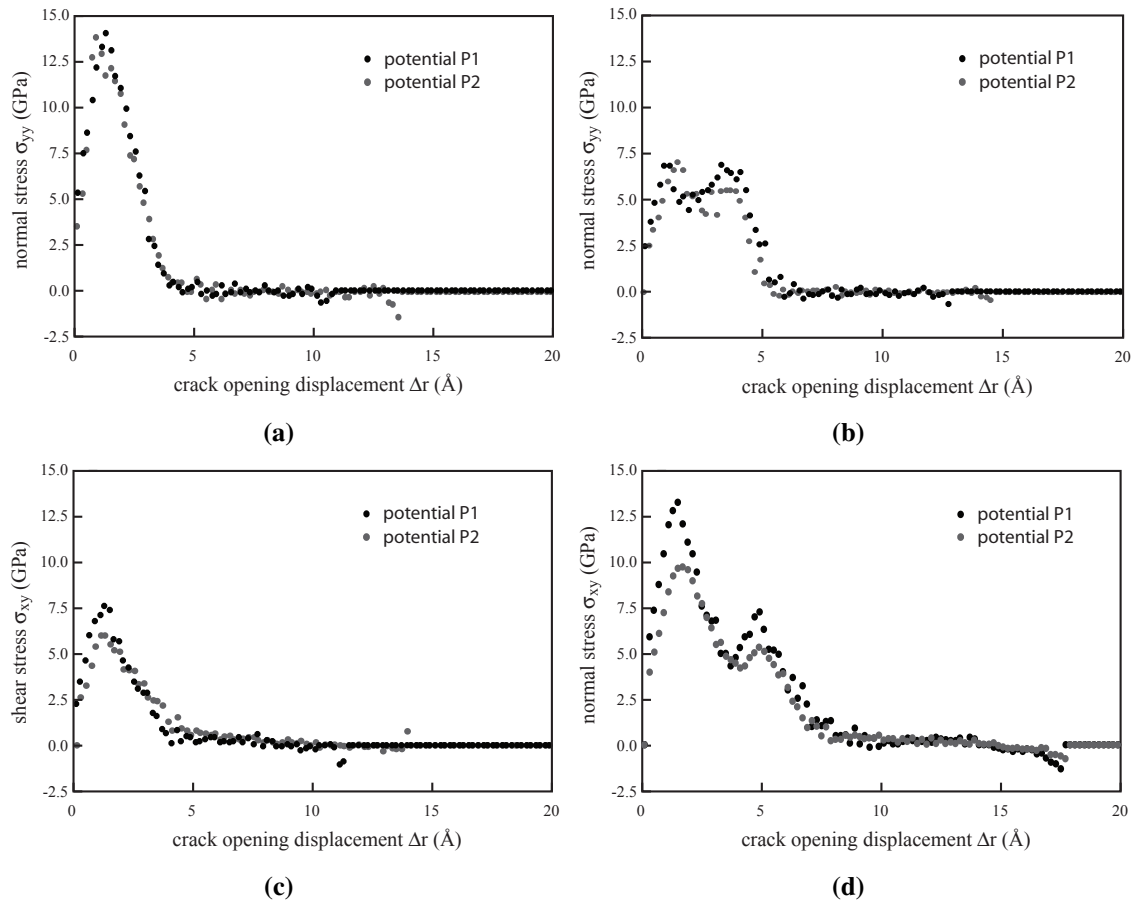 15.0
12.5
10.0
7.5
5.0
2.5
0.0
-2.5
normal stress σyy (GPa)
potential P1
potential P2
0 5 10 15 20
crack opening displacement Δr (Å)
(a)
15.0
12.5
10.0
7.5
5.0
2.5
0.0
-2.5
normal stress σyy (GPa)
potential P1
potential P2
0 5 10 15 20
crack opening displacement Δr (Å)
(b)
15.0
12.5
10.0
7.5
5.0
2.5
0.0
-2.5
shear stress σxy (GPa)
potential P1
potential P2
0 5 10 15 20
crack opening displacement Δr (Å)
(c)
15.0
12.5
10.0
7.5
5.0
2.5
0.0
-2.5
normal stress σxy (GPa)
potential P1
potential P2
0 5 10 15 20
crack opening displacement Δr (Å)
(d)